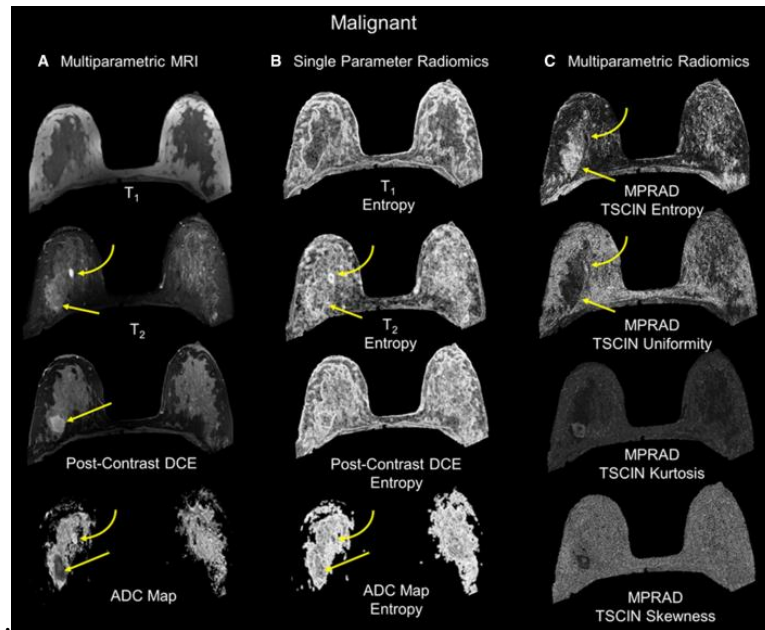 Malignant
A Multiparametric MRI
B Single Parameter Radiomics
C Multiparametric Radiomics
T₁
T₁
Entropy
MPRAD
TSCIN Entropy
T₂
T₂
Entropy
MPRAD
TSCIN Uniformity
Post-Contrast DCE
Post-Contrast DCE
Entropy
MPRAD
TSCIN Kurtosis
ADC Map
ADC Map
Entropy
MPRAD
TSCIN Skewness